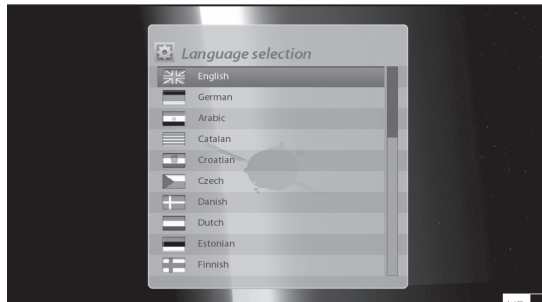 Language selection
English
German
Arabic
Catalan
Croatian
Czech
Danish
Dutch
Estonian
Finnish